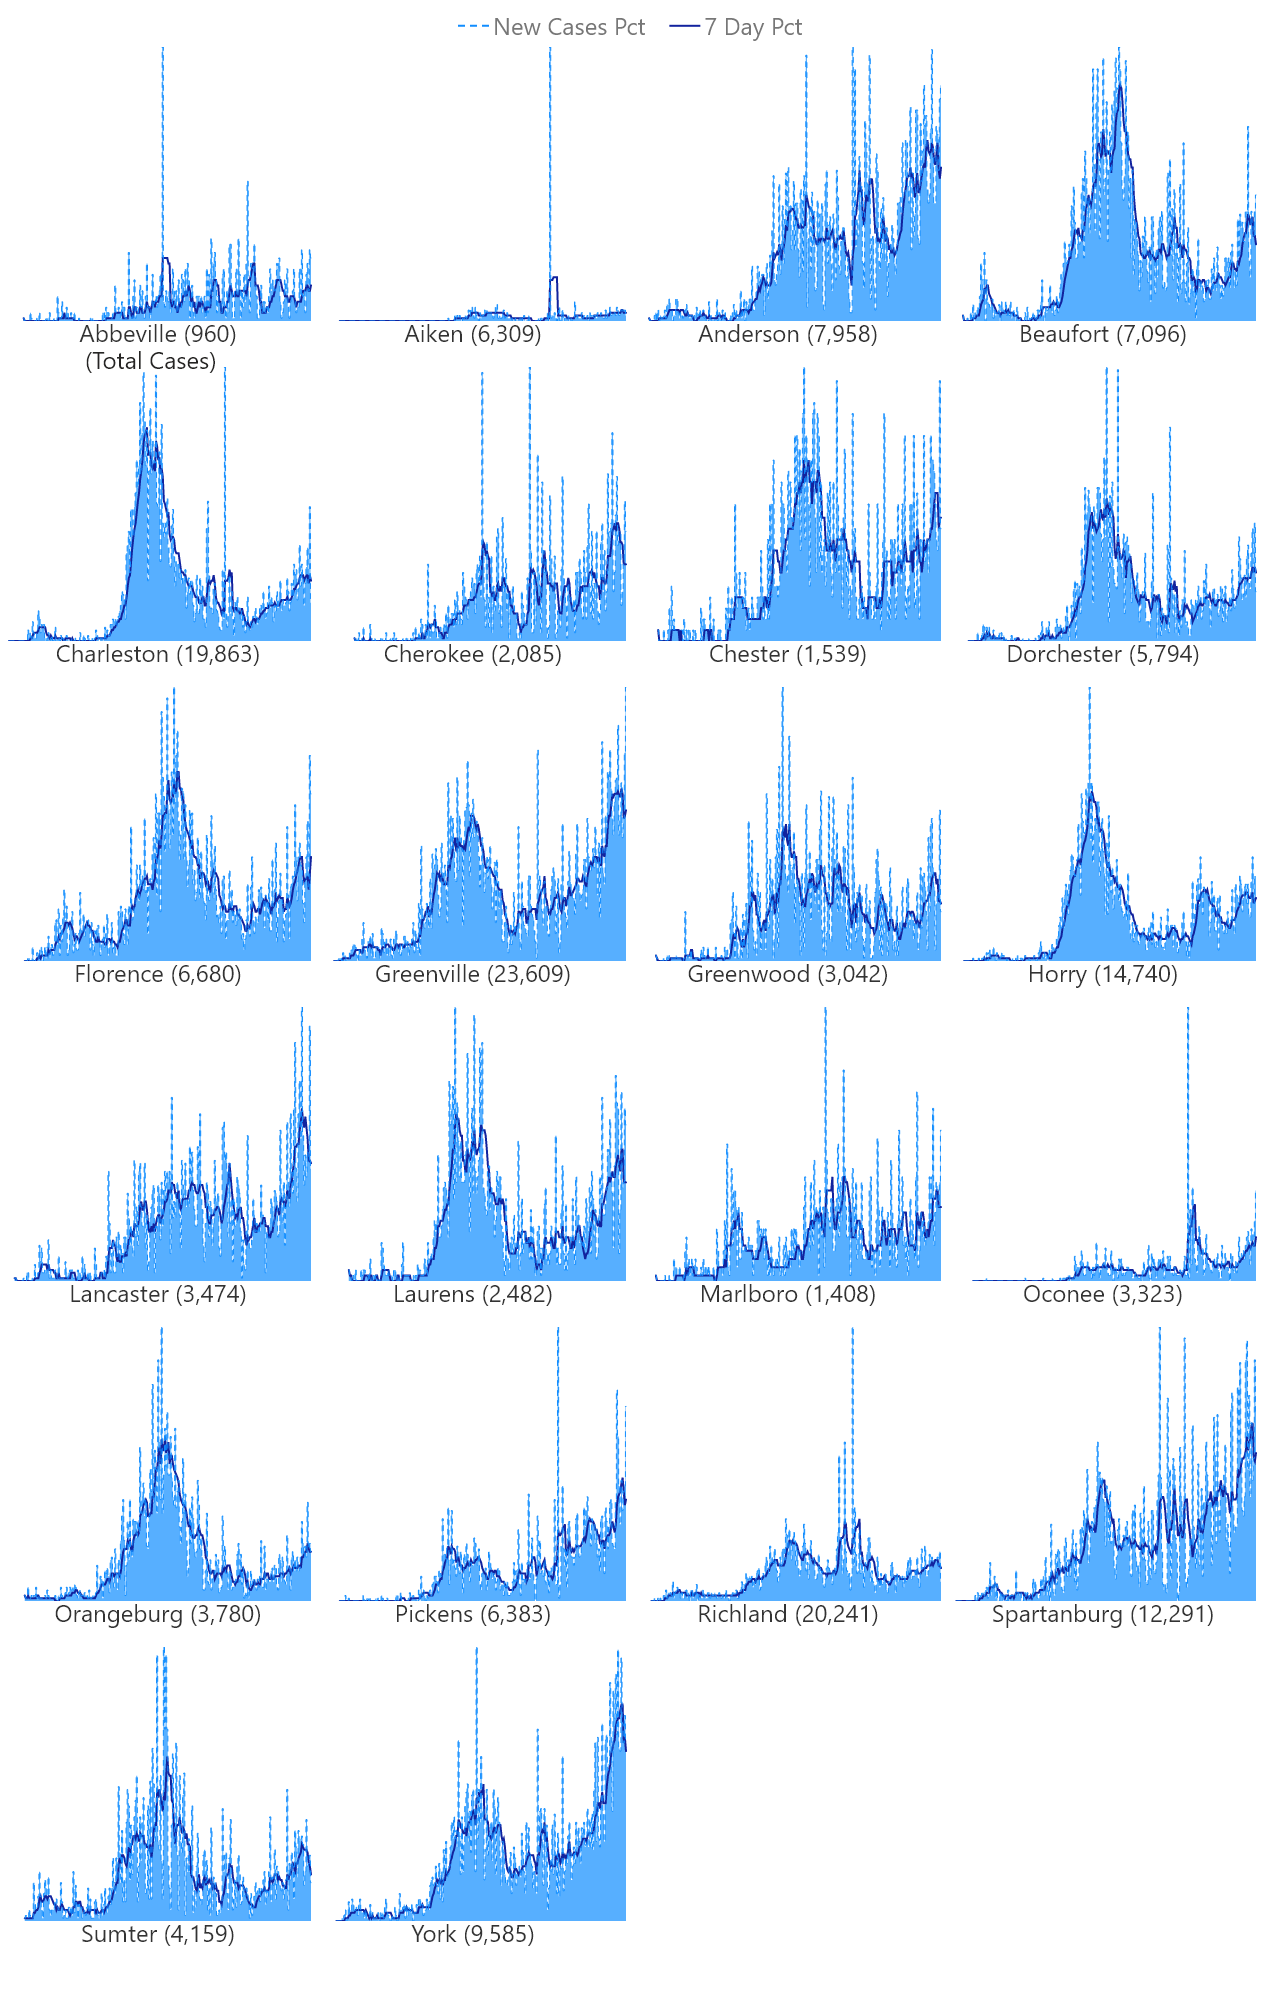 New Cases Pct 7 Day Pct
Abbeville (960) Aiken (6,309) Anderson (7,958) Beaufort (7,096)
(Total Cases)
Charleston (19,863) Cherokee (2,085) Chester (1,539) Dorchester (5,794)
Florence (6,680) Greenville (23,609) Greenwood (3,042) Horry (14,740)
Lancaster (3,474) Laurens (2,482) Marlboro (1,408) Oconee (3,323)
Orangeburg (3,780) Pickens (6,383) Richland (20,241) Spartanburg (12,291)
Sumter (4,159) York (9,585)